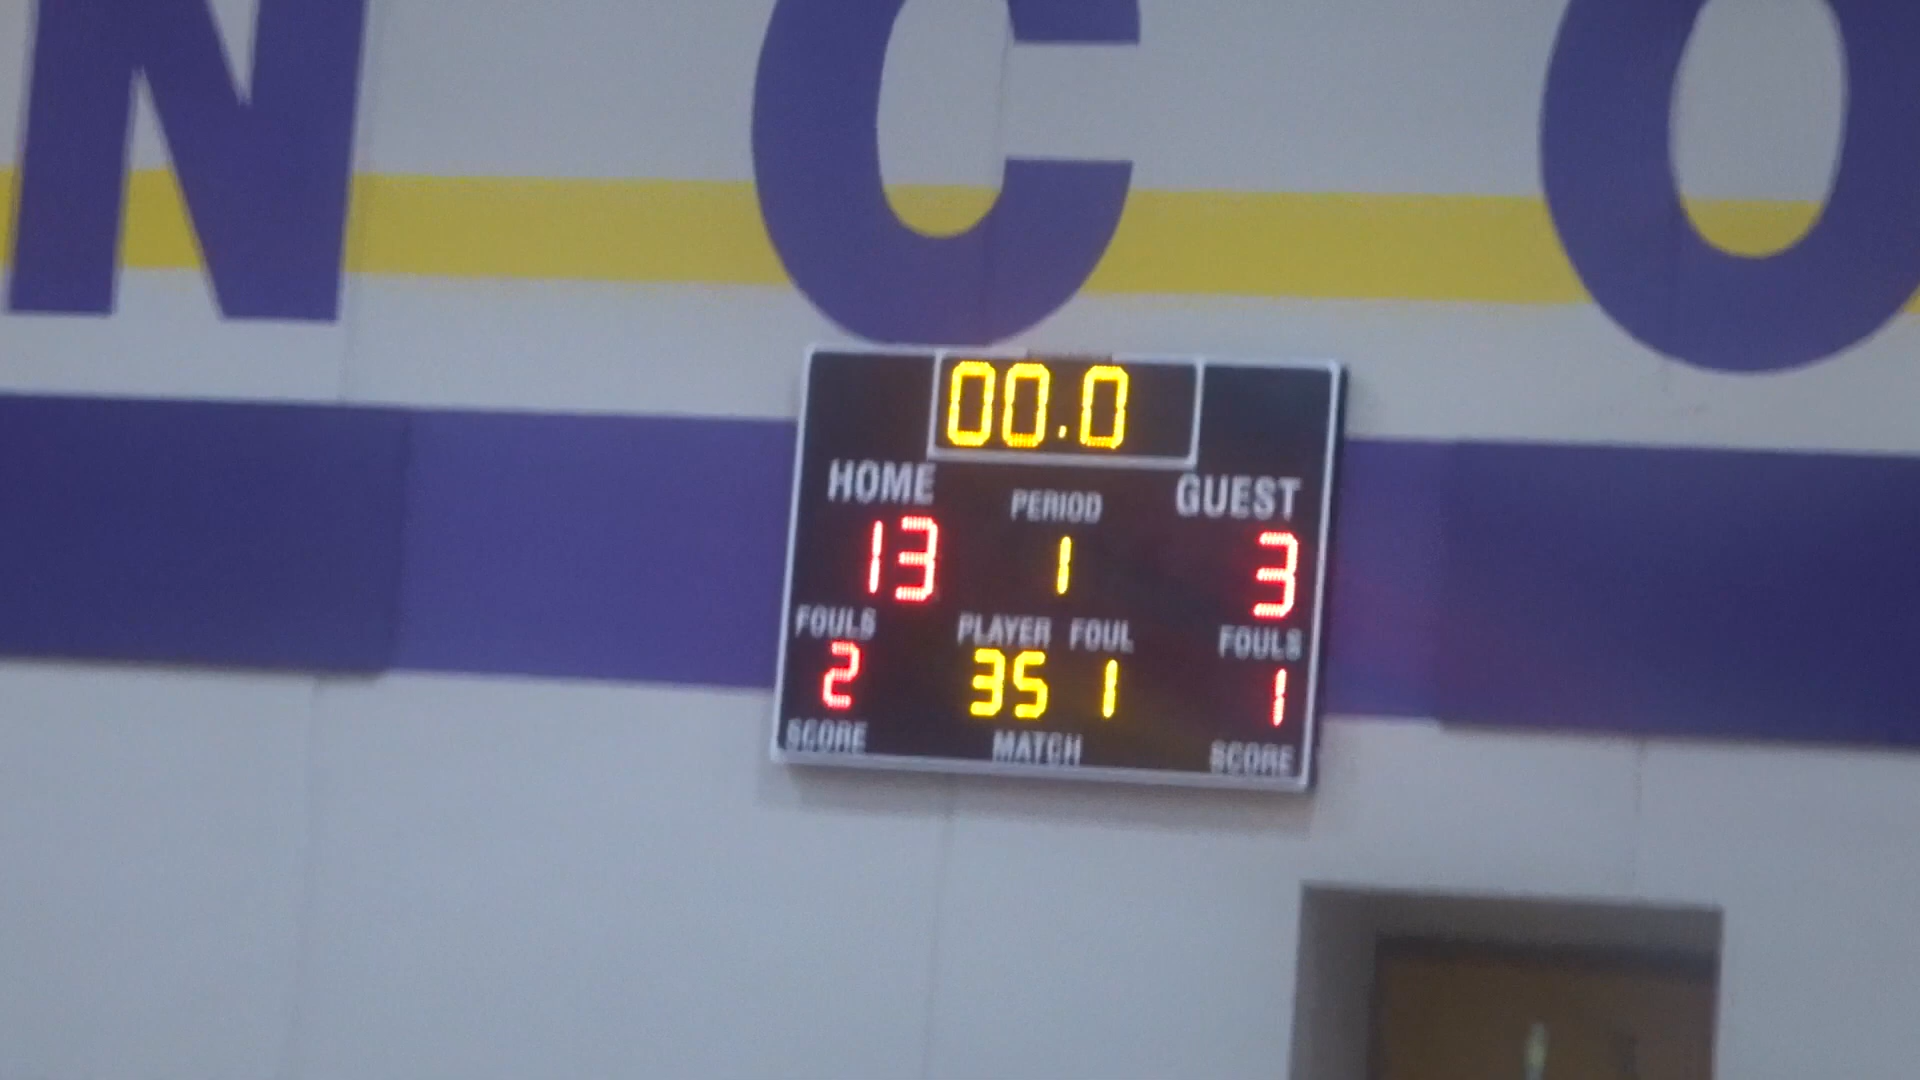 N C O
00.0
HOME PERIOD GUEST
13 1 3
FOULS PLAYER FOUL FOULS
2 35 1 1
SCORE MATCH SCORE